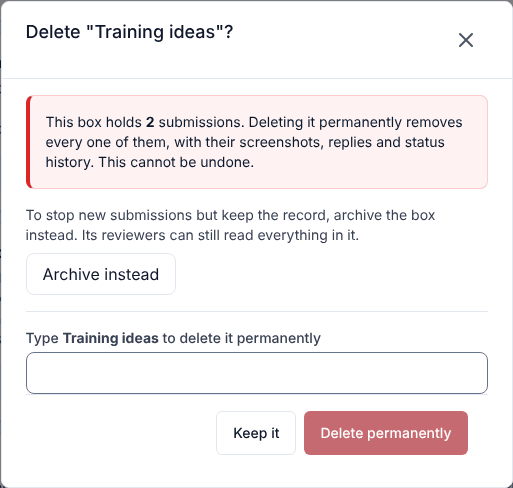 Delete "Training ideas"?
This box holds 2 submissions. Deleting it permanently removes
every one of them, with their screenshots, replies and status
history. This cannot be undone.
To stop new submissions but keep the record, archive the box
instead. Its reviewers can still read everything in it.
Archive instead
Type Training ideas to delete it permanently
Keep it
Delete permanently